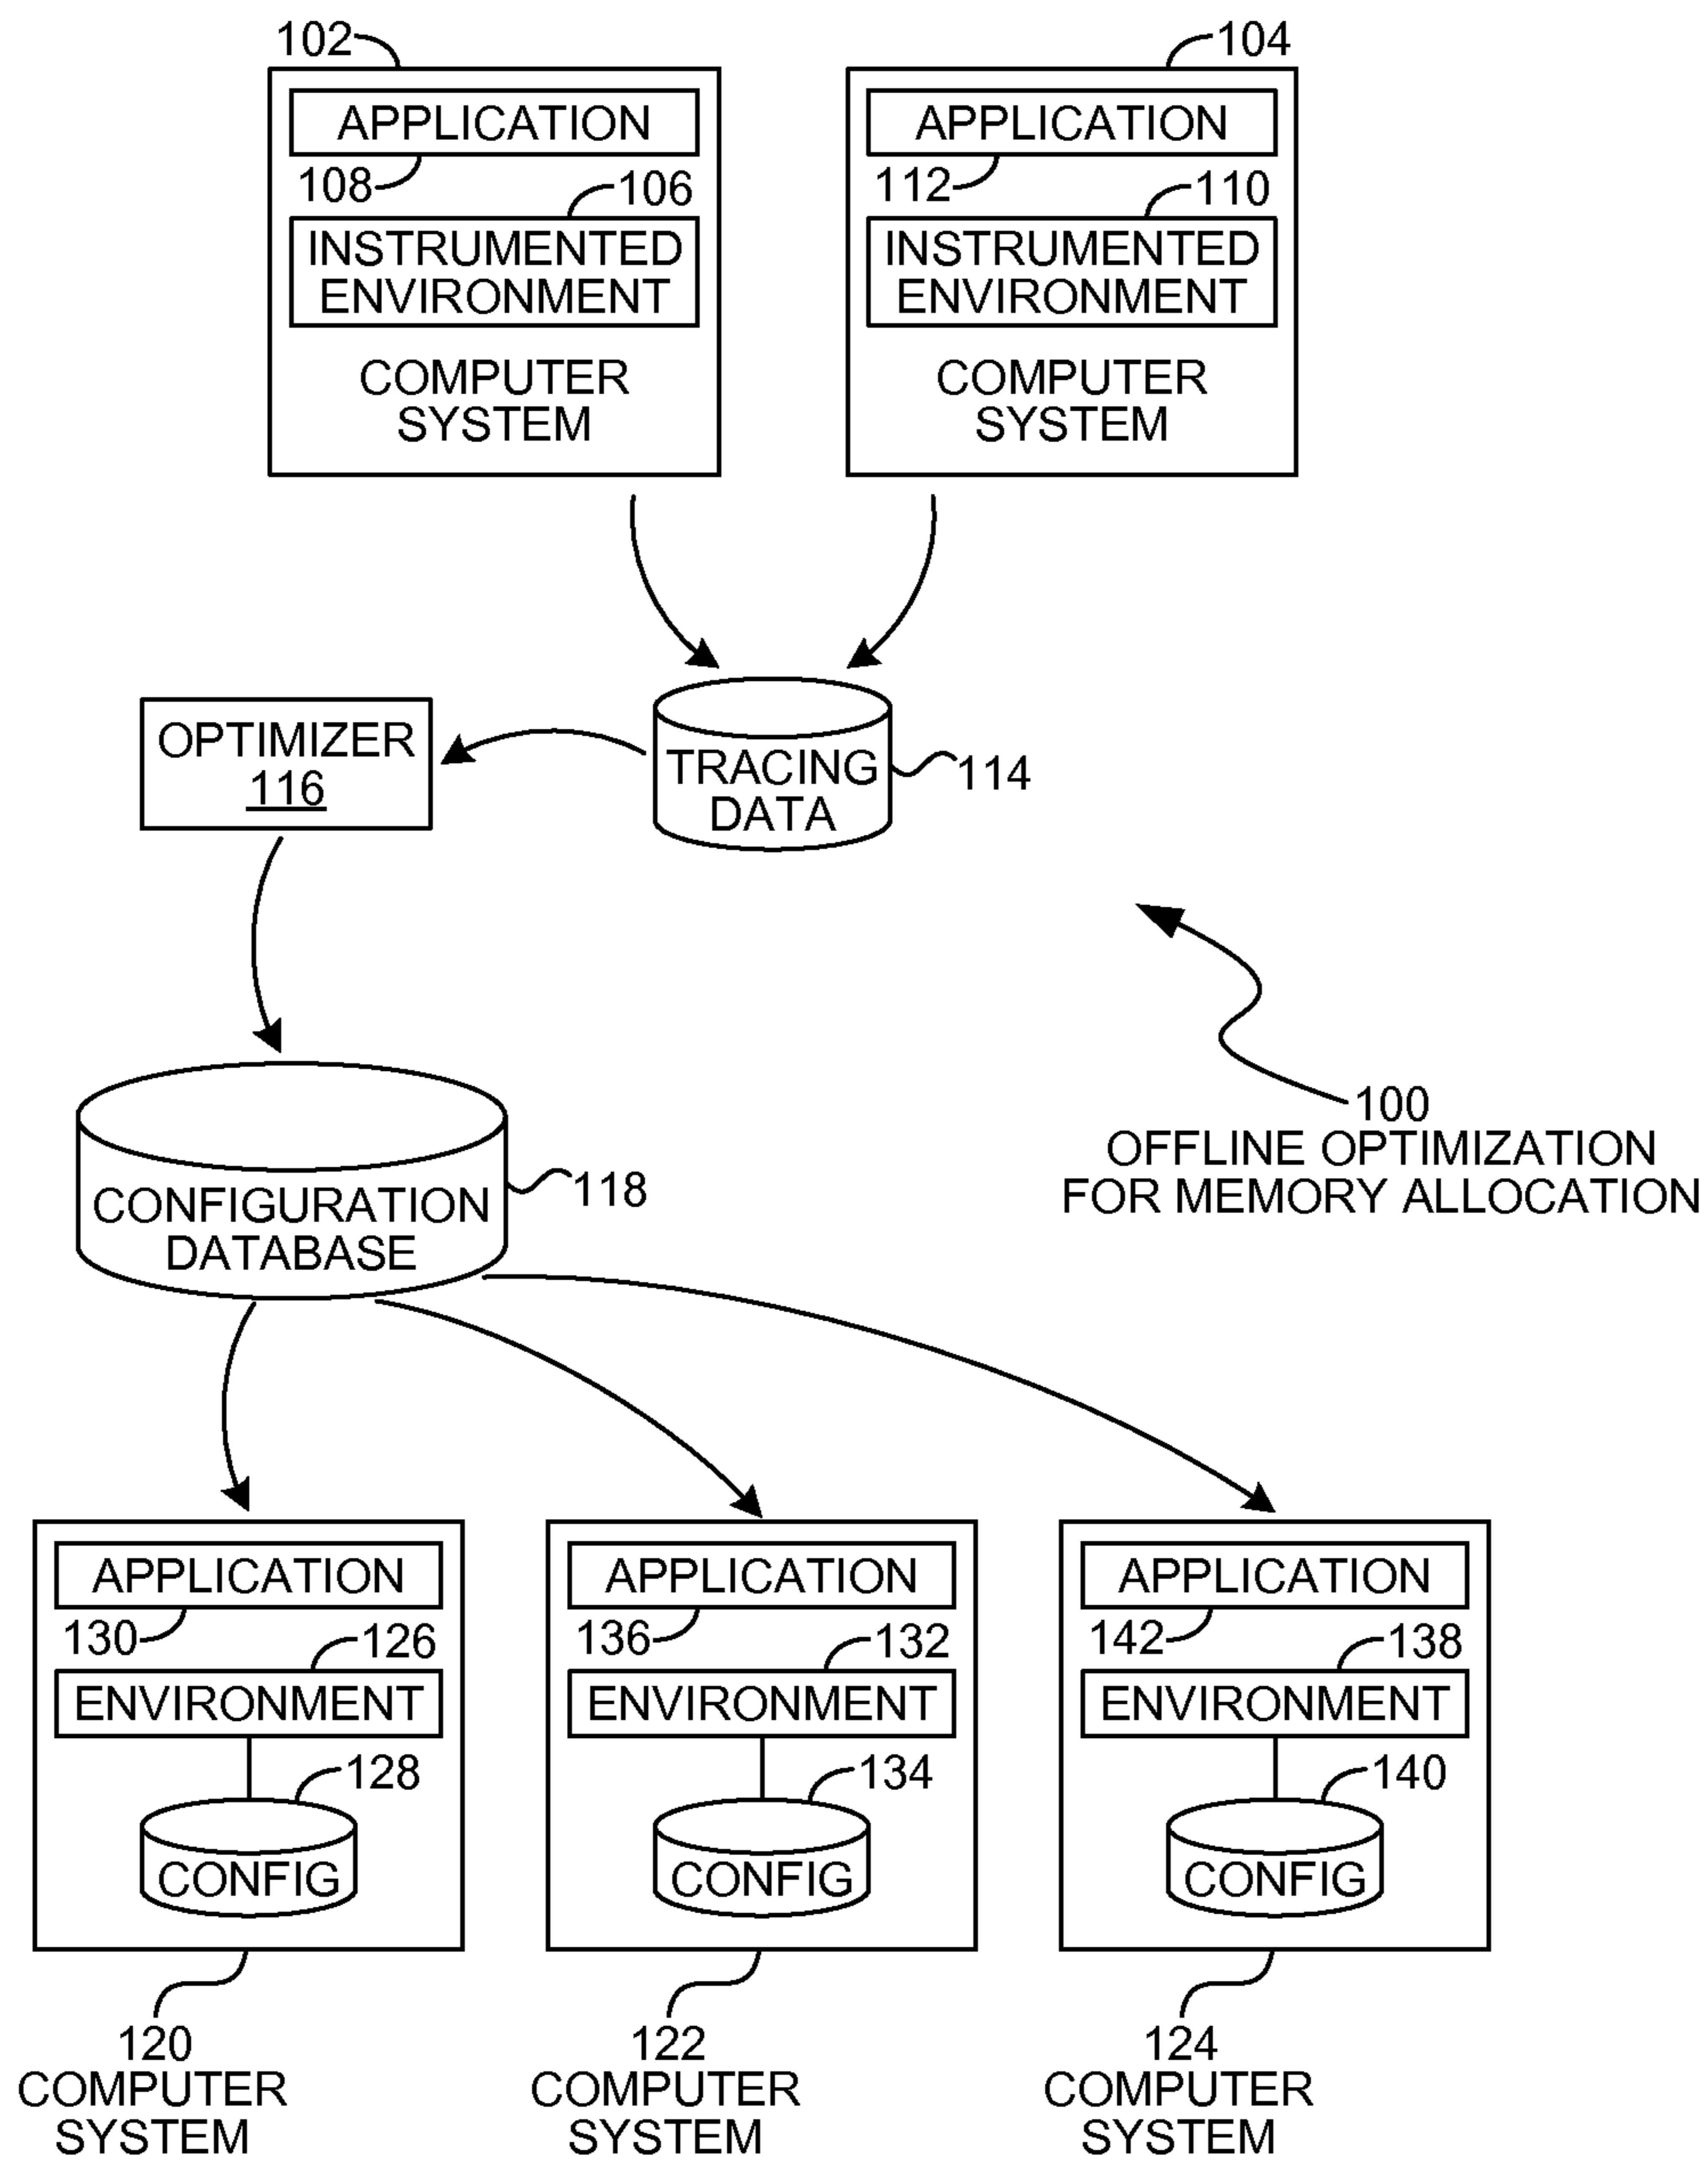 102
104
APPLICATION
APPLICATION
108
106
112
110
INSTRUMENTED
ENVIRONMENT
INSTRUMENTED
ENVIRONMENT
COMPUTER
SYSTEM
COMPUTER
SYSTEM
OPTIMIZER
116
TRACING
DATA
114
100
OFFLINE OPTIMIZATION
FOR MEMORY ALLOCATION
CONFIGURATION
DATABASE
118
APPLICATION
130
126
ENVIRONMENT
128
CONFIG
120
COMPUTER
SYSTEM
APPLICATION
136
132
ENVIRONMENT
134
CONFIG
122
COMPUTER
SYSTEM
APPLICATION
142
138
ENVIRONMENT
140
CONFIG
124
COMPUTER
SYSTEM